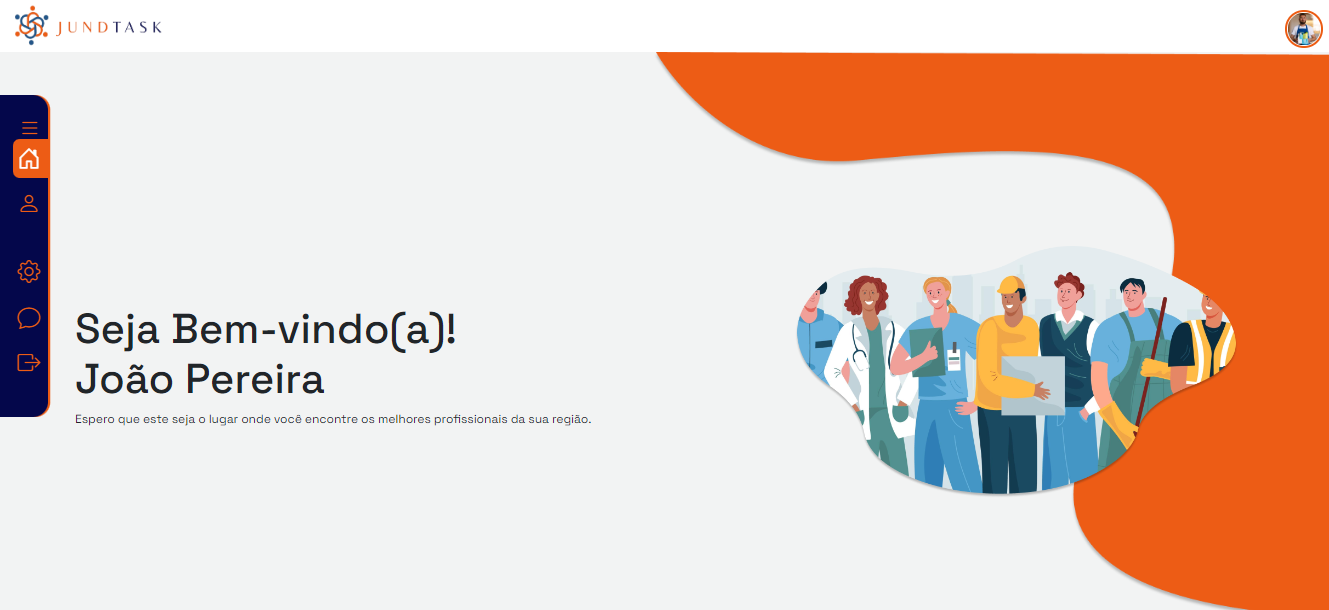 JUNDTASK
Seja Bem-vindo(a)!
João Pereira
Espero que este seja o lugar onde você encontre os melhores profissionais da sua região.